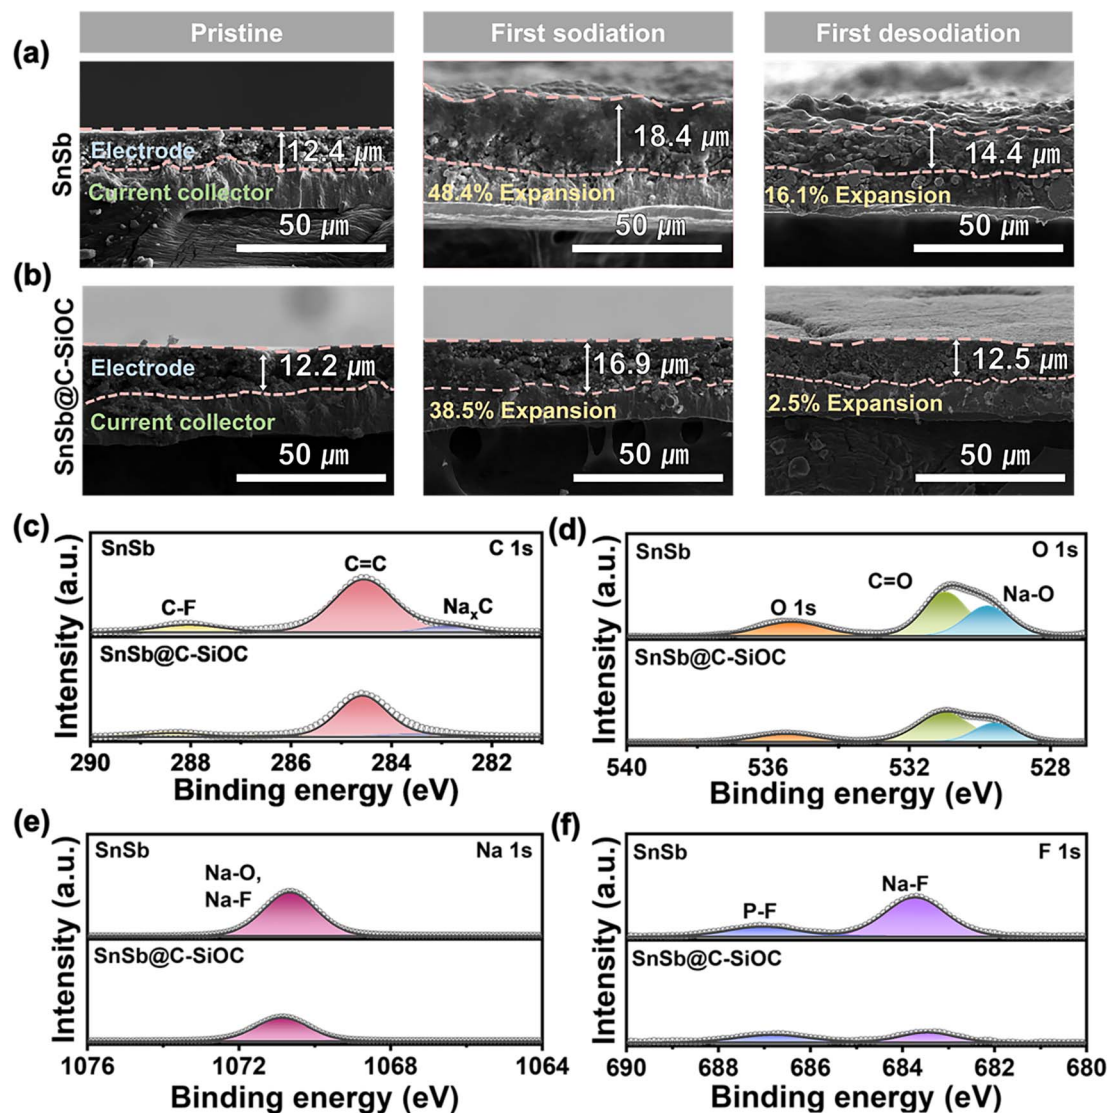 Pristine
First sodiation
First desodiation
(a)
SnSb
Electrode
12.4 ㎛
Current collector
50 ㎛
18.4 ㎛
48.4% Expansion
50 ㎛
14.4 ㎛
16.1% Expansion
50 ㎛
(b)
SnSb@C-SiOC
Electrode
12.2 ㎛
Current collector
50 ㎛
16.9 ㎛
38.5% Expansion
50 ㎛
12.5 ㎛
2.5% Expansion
50 ㎛
(c)
SnSb
C 1s
C=C
C-F
NaxC
SnSb@C-SiOC
Intensity (a.u.)
290 288 286 284 282
Binding energy (eV)
(d)
SnSb
O 1s
C=O
Na-O
O 1s
SnSb@C-SiOC
Intensity (a.u.)
540 536 532 528
Binding energy (eV)
(e)
SnSb
Na 1s
Na-O,
Na-F
SnSb@C-SiOC
Intensity (a.u.)
1076 1072 1068 1064
Binding energy (eV)
(f)
SnSb
F 1s
Na-F
P-F
SnSb@C-SiOC
Intensity (a.u.)
690 688 686 684 682 680
Binding energy (eV)